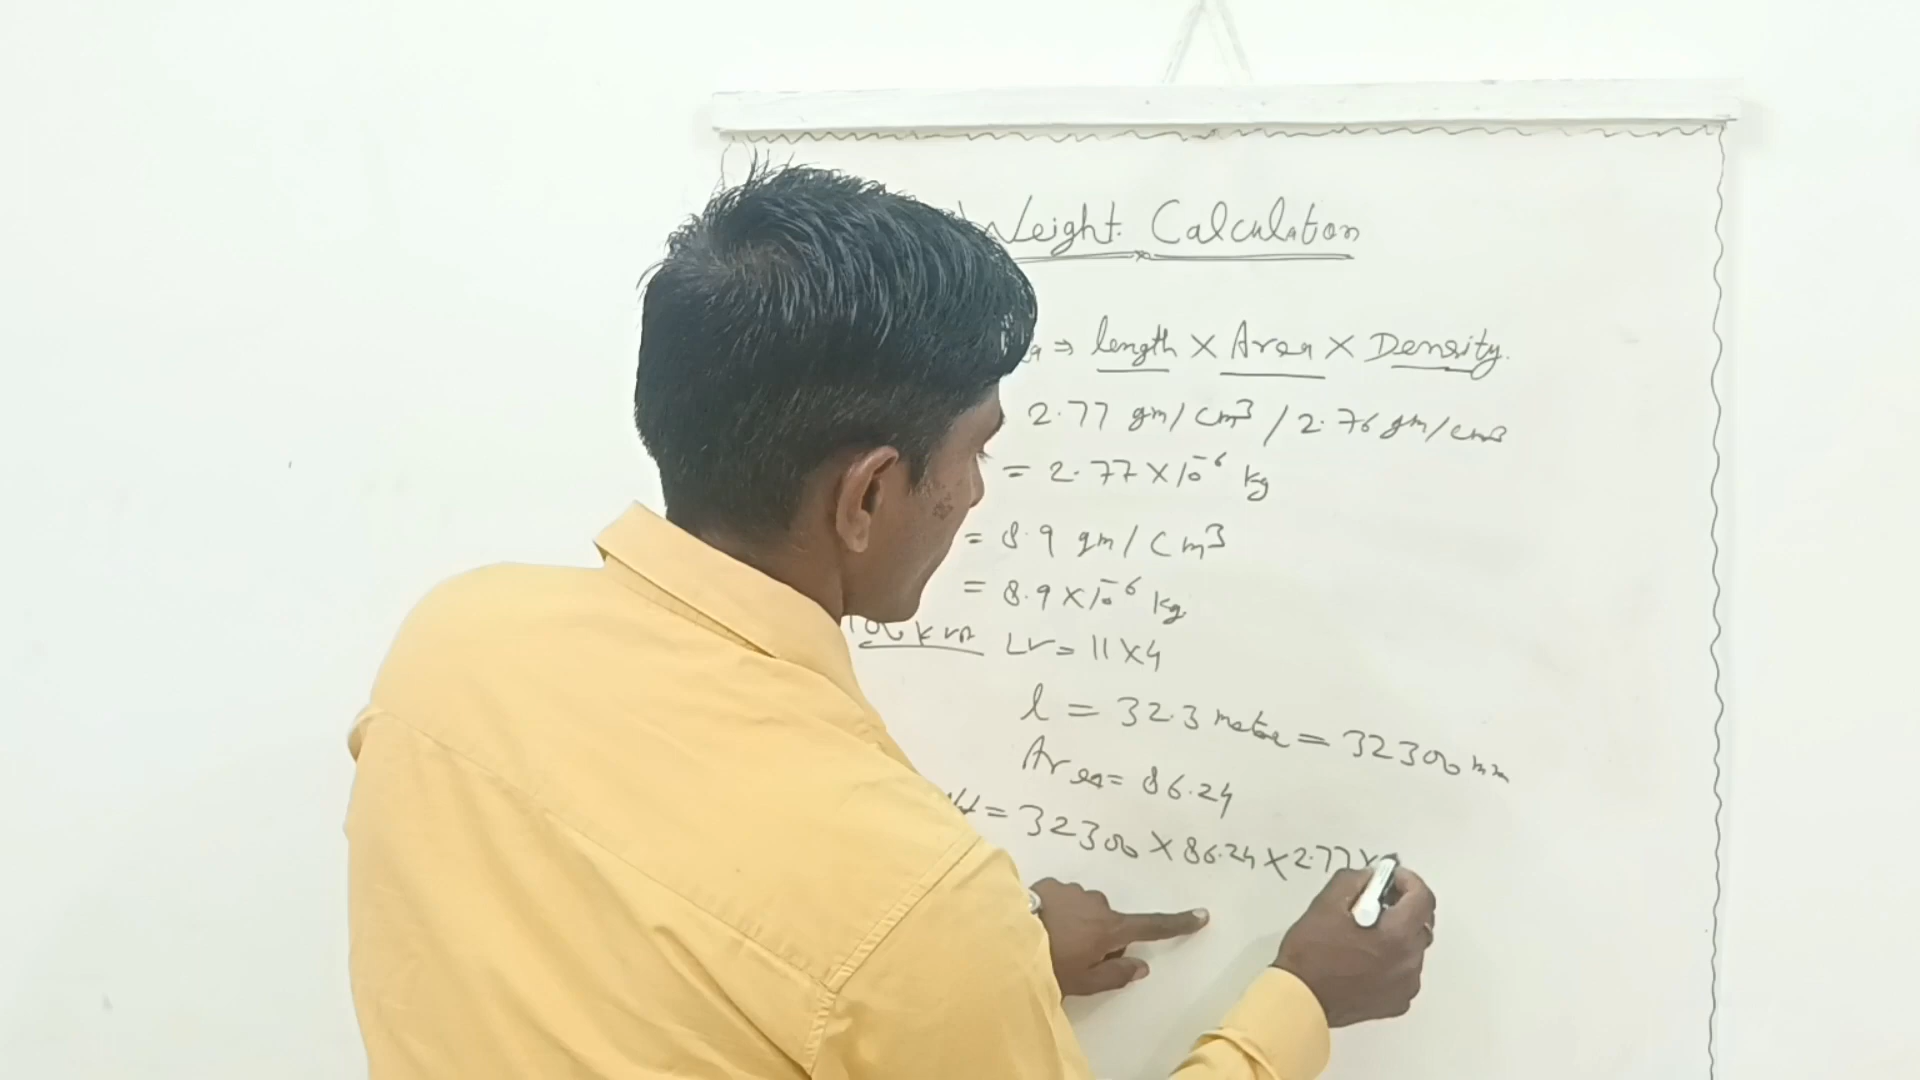 Weight Calculation
⇒ length × Area × Density.
2.77 gm/cm³ / 2.76 gm/cm3
= 2.77 × 10⁻⁶ kg
= 8.9 gm/cm³
= 8.9 × 10⁻⁶ kg
LV = 11 × 4
l = 32.3 meter = 32300 mm
Area = 86.24
= 32300 × 86.24 × 2.77 ×